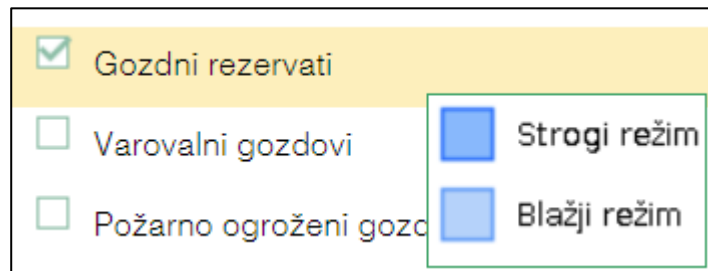 Gozdni rezervati
Varovalni gozdovi
Požarno ogroženi
Strogi režim
Blažji režim